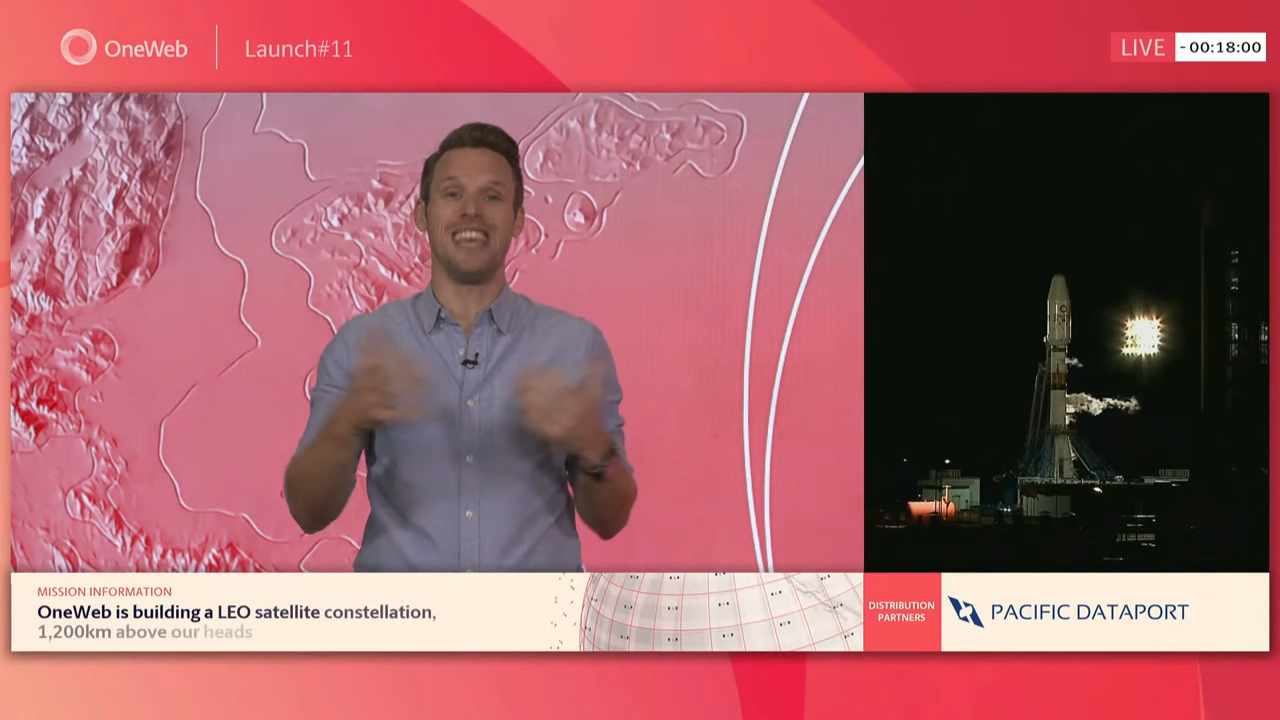 OneWeb
Launch#11
LIVE
- 00:18:00
MISSION INFORMATION
OneWeb is building a LEO satellite constellation,
1,200km above our heads
DISTRIBUTION
PARTNERS
PACIFIC DATAPORT